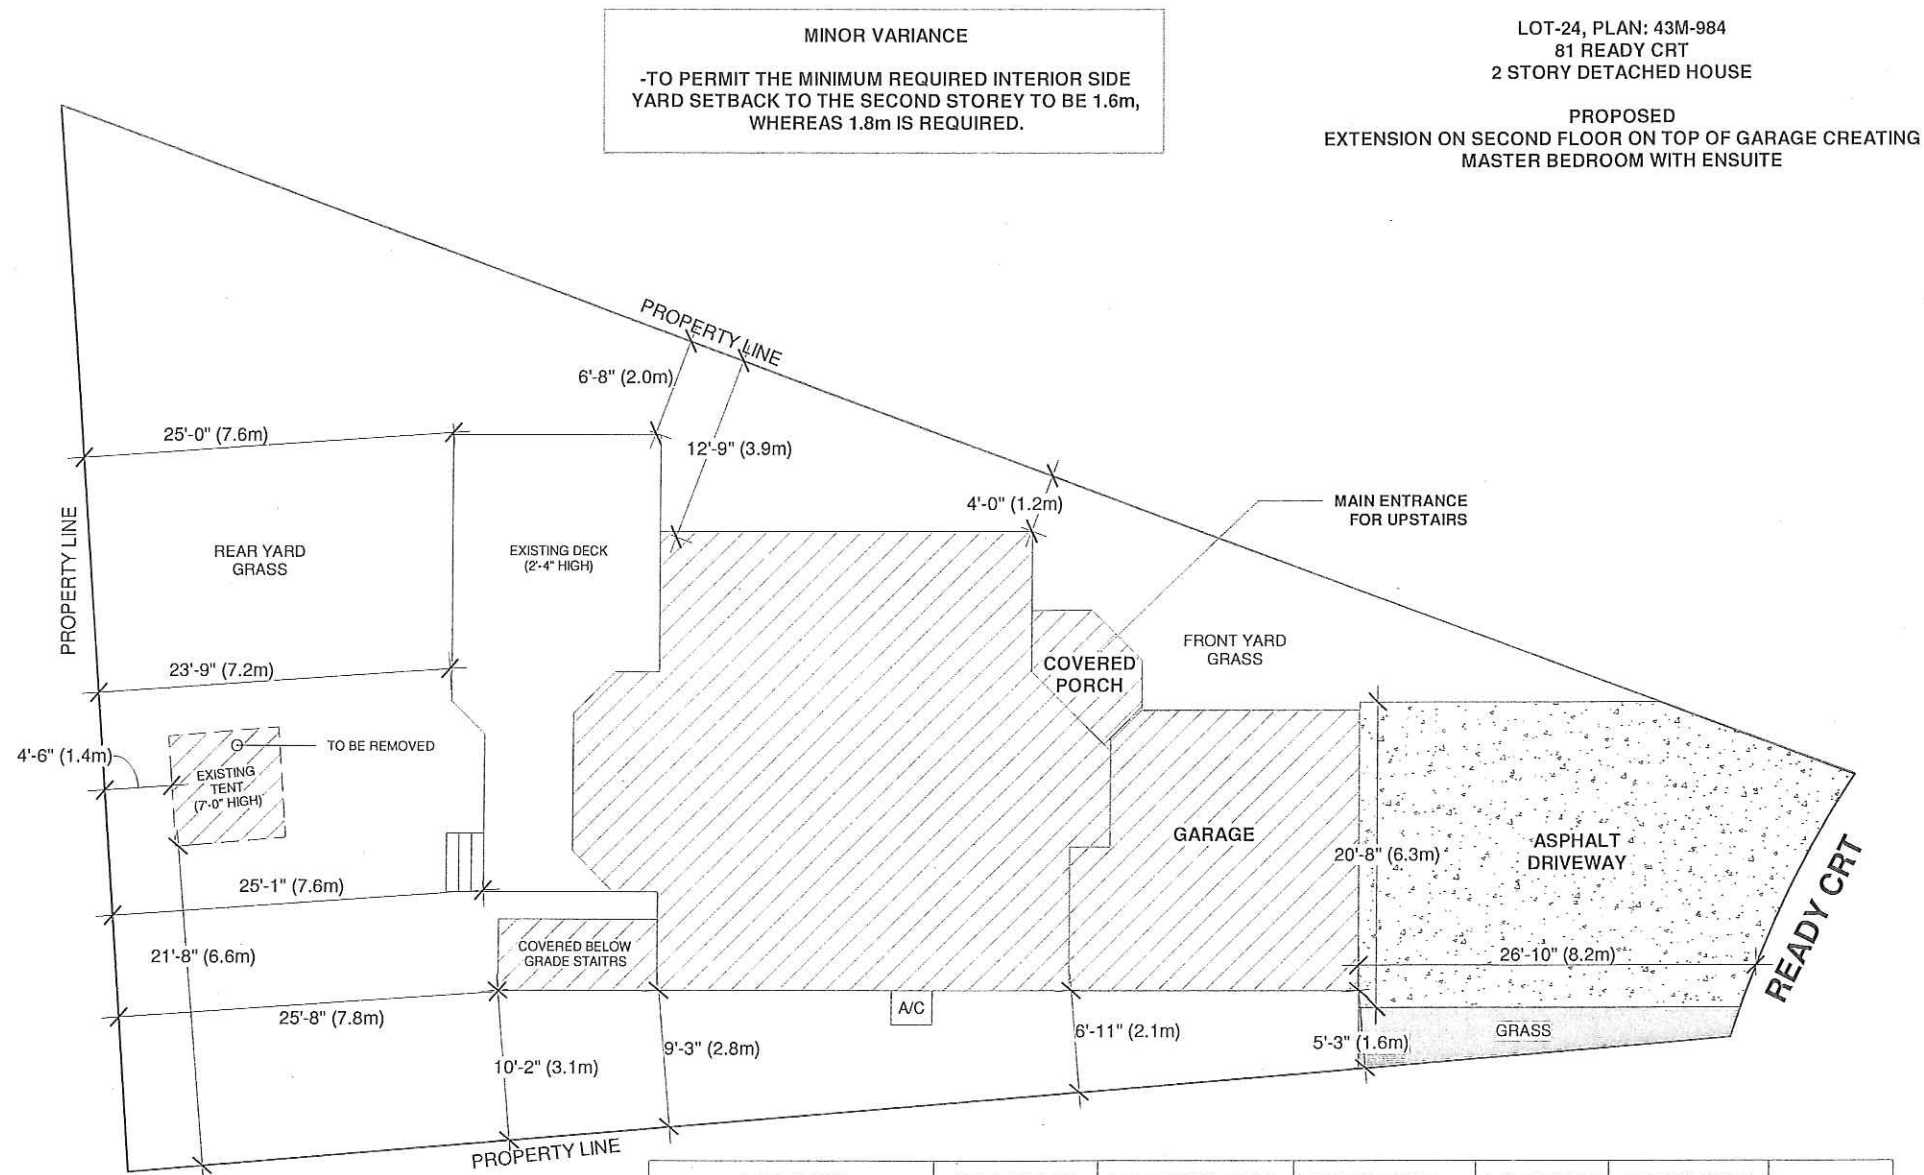 MINOR VARIANCE
-TO PERMIT THE MINIMUM REQUIRED INTERIOR SIDE
YARD SETBACK TO THE SECOND STOREY TO BE 1.6m,
WHEREAS 1.8m IS REQUIRED.
LOT-24, PLAN: 43M-984
81 READY CRT
2 STORY DETACHED HOUSE
PROPOSED
EXTENSION ON SECOND FLOOR ON TOP OF GARAGE CREATING
MASTER BEDROOM WITH ENSUITE
PROPERTY LINE
6'-8" (2.0m)
25'-0" (7.6m)
12'-9" (3.9m)
4'-0" (1.2m)
MAIN ENTRANCE
FOR UPSTAIRS
PROPERTY LINE
REAR YARD
GRASS
EXISTING DECK
(2'-4" HIGH)
FRONT YARD
GRASS
COVERED
PORCH
23'-9" (7.2m)
TO BE REMOVED
4'-6" (1.4m)
EXISTING
TENT
(7'-0" HIGH)
GARAGE
20'-8" (6.3m)
ASPHALT
DRIVEWAY
READY CRT
25'-1" (7.6m)
21'-8" (6.6m)
COVERED BELOW
GRADE STAITRS
26'-10" (8.2m)
25'-8" (7.8m)
A/C
10'-2" (3.1m)
9'-3" (2.8m)
6'-11" (2.1m)
5'-3" (1.6m)
GRASS
PROPERTY LINE